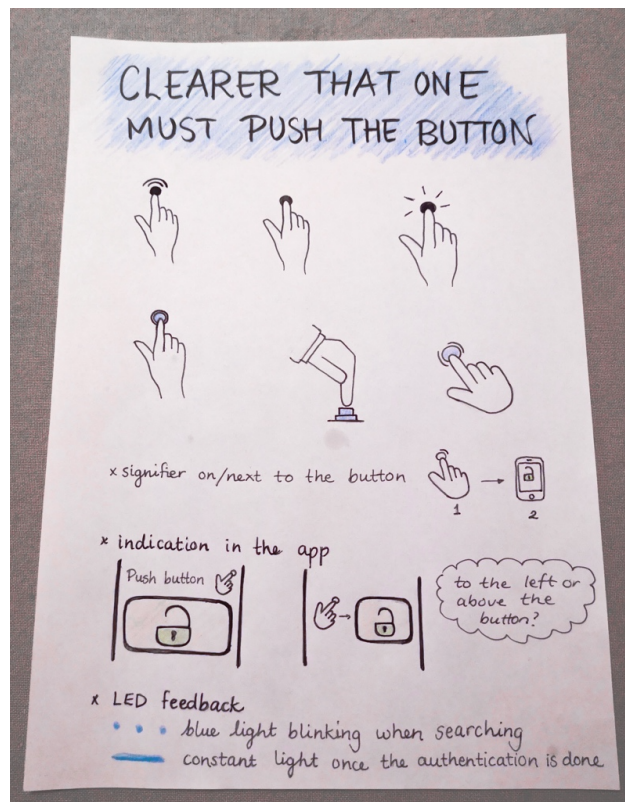 CLEARER THAT ONE
MUST PUSH THE BUTTON
x signifier on/next to the button
1
2
x indication in the app
Push button
to the left or
above the
button?
x LED feedback
blue light blinking when searching
constant light once the authentication is done